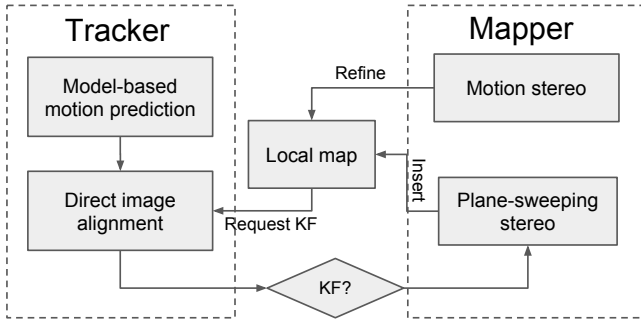 Tracker
Model-based
motion prediction
Direct image
alignment
Refine
Local map
Request KF
Insert
KF?
Mapper
Motion stereo
Plane-sweeping
stereo